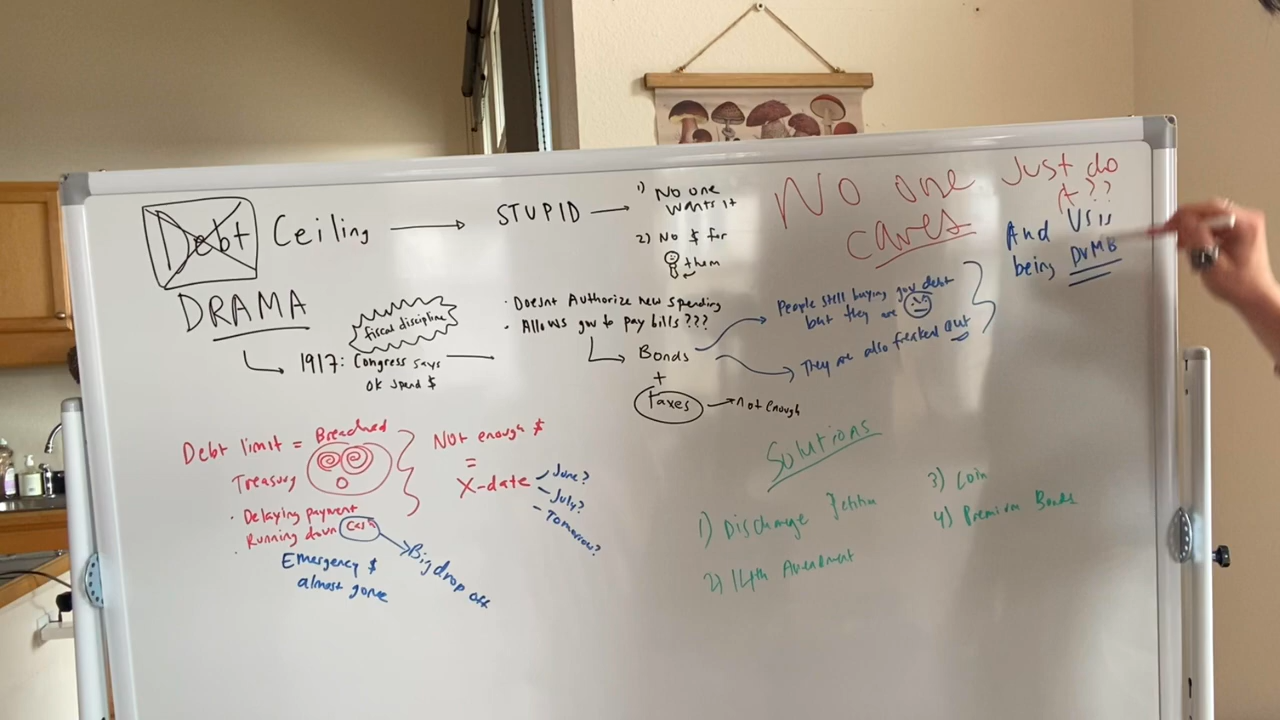 Debt Ceiling
DRAMA
STUPID
1) No one
wants it
2) No $ for
them
No one
cares
Just do
it??
And US is
being DUMB
fiscal discipline
1917: Congress says
OK spend $
· Doesnt Authorize new spending
· Allows gov to pay bills???
Bonds
+
taxes
not enough
People still buying gov debt
but they are
They are also freaked out
Debt limit = Breached
Treasury
· Delaying payment
· Running down cash
Emergency $
almost gone
Big drop off
Not enough $
=
X-date
- June?
- July?
- Tomorrow?
Solutions
1) Discharge Petition
2) 14th Amendment
3) Coin
4) Premium Bonds